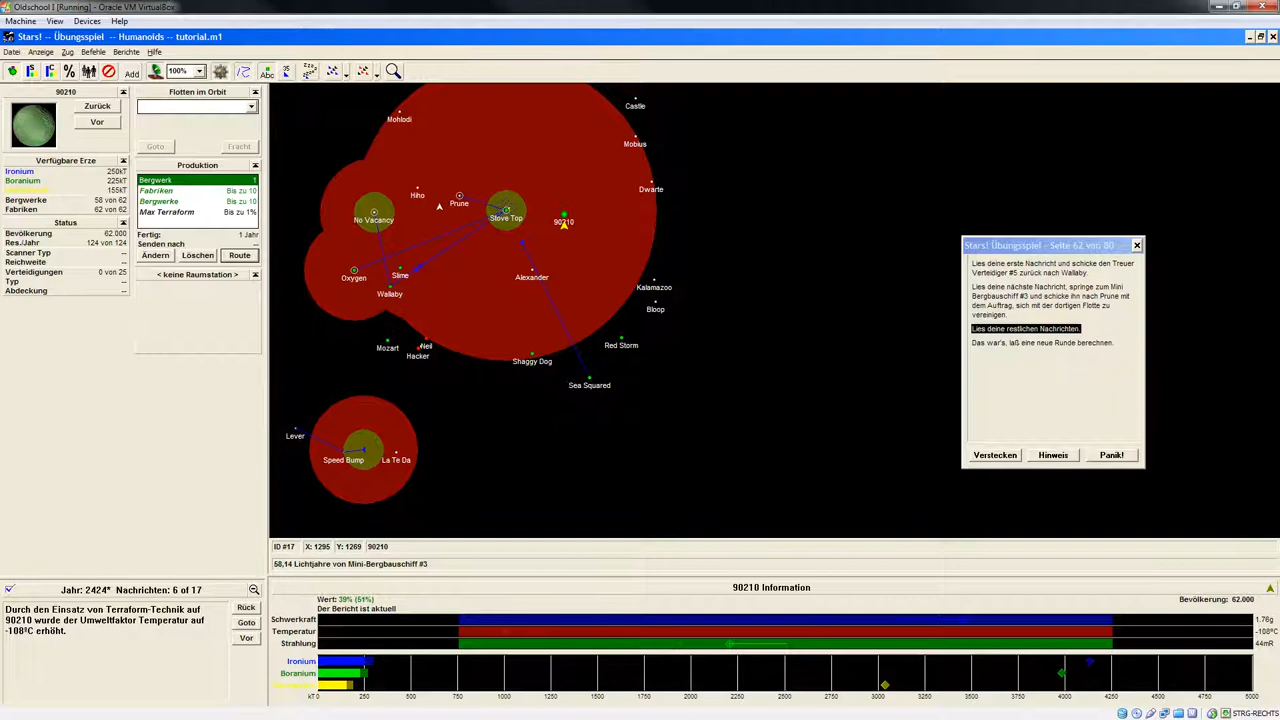 Oldschool I [Running] - Oracle VM VirtualBox
Machine View Devices Help
Stars! -- Übungsspiel -- Humanoids -- tutorial.m1
Datei Anzeige Zug Befehle Berichte Hilfe
Add 100% Abc
90210
Zurück
Vor
Verfügbare Erze
Ironium 250kT
Boranium 225kT
155kT
Bergwerke 58 von 62
Fabriken 62 von 62
Status
Bevölkerung 62.000
Res./Jahr 124 von 124
Scanner Typ --
Reichweite --
Verteidigungen 0 von 25
Typ --
Abdeckung --
Flotten im Orbit
Goto Fracht
Produktion
Bergwerk 1
Fabriken Bis zu 10
Bergwerke Bis zu 10
Max Terraform Bis zu 1%
Fertig: 1 Jahr
Senden nach --
Ändern Löschen Route
< keine Raumstation >
Mohlodi
Castle
Mobius
Dwarte
Hiho
Prune
No Vacancy
Stove Top
90210
Oxygen
Slime
Wallaby
Alexander
Kalamazoo
Bloop
Mozart
Neil
Hacker
Shaggy Dog
Red Storm
Sea Squared
Lever
Speed Bump
La Te Da
Stars! Übungsspiel - Seite 62 von 80
Lies deine erste Nachricht und schicke den Treuer
Verteidiger #5 zurück nach Wallaby.
Lies deine nächste Nachricht, springe zum Mini
Bergbauschiff #3 und schicke ihn nach Prune mit
dem Auftrag, sich mit der dortigen Flotte zu
vereinigen.
Lies deine restlichen Nachrichten.
Das war's, laß eine neue Runde berechnen.
Verstecken Hinweis Panik!
ID #17 X: 1295 Y: 1269 90210
58,14 Lichtjahre von Mini-Bergbauschiff #3
Jahr: 2424* Nachrichten: 6 of 17
Durch den Einsatz von Terraform-Technik auf
90210 wurde der Umweltfaktor Temperatur auf
-108°C erhöht.
Rück
Goto
Vor
90210 Information
Wert: 39% (51%) Bevölkerung: 62.000
Der Bericht ist aktuell
Schwerkraft 1.76g
Temperatur -108°C
Strahlung 44mR
Ironium
Boranium
kT 0 250 500 750 1000 1250 1500 1750 2000 2250 2500 2750 3000 3250 3500 3750 4000 4250 4500 4750 5000
STRG-RECHTS